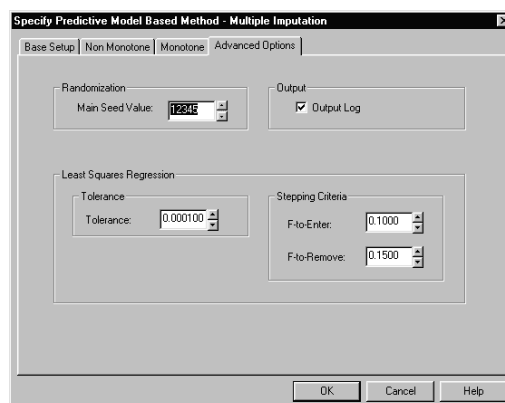 Specify Predictive Model Based Method - Multiple Imputation
Base Setup Non Monotone Monotone Advanced Options
Randomization
Main Seed Value: 12345
Output
Output Log
Least Squares Regression
Tolerance
Tolerance: 0.000100
Stepping Criteria
F-to-Enter: 0.1000
F-to-Remove: 0.1500
OK Cancel Help